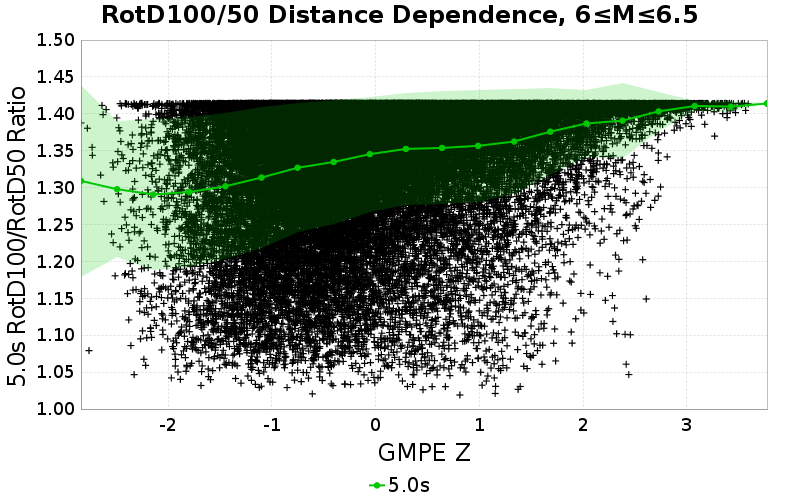 RotD100/50 Distance Dependence, 6≤M≤6.5
5.0s RotD100/RotD50 Ratio
1.50
1.45
1.40
1.35
1.30
1.25
1.20
1.15
1.10
1.05
1.00
-2 -1 0 1 2 3
GMPE Z
5.0s